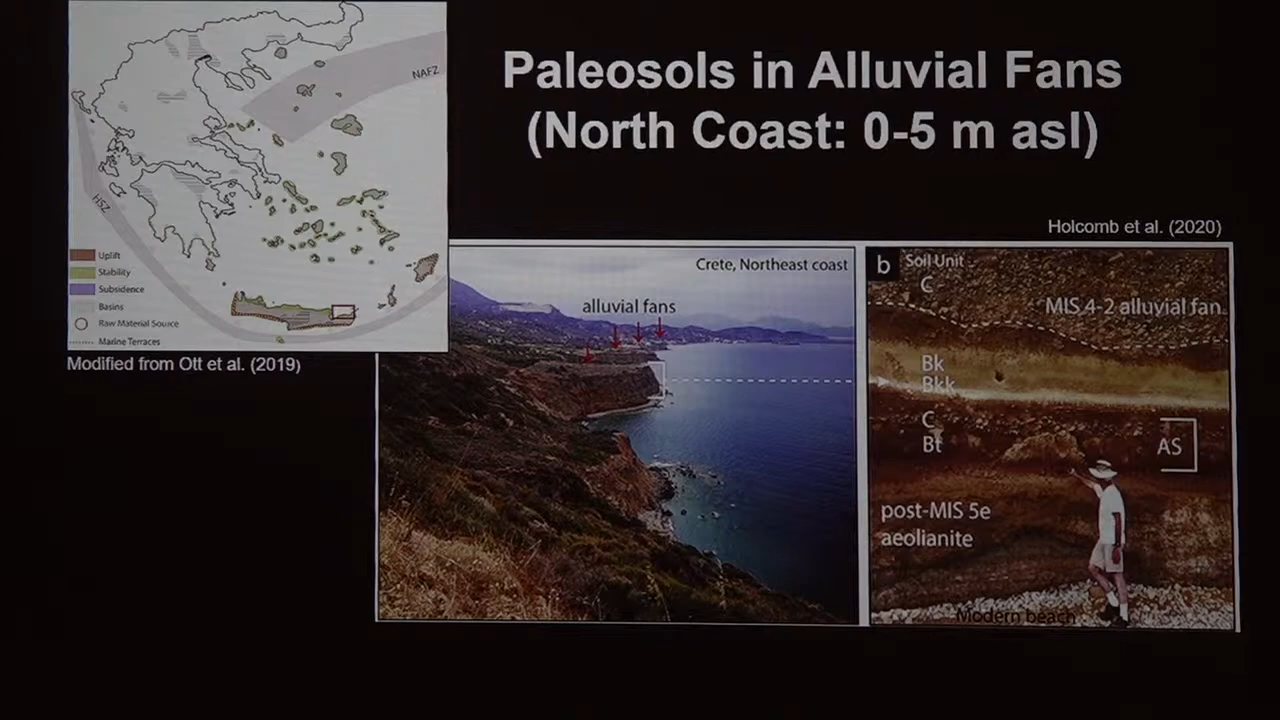 Paleosols in Alluvial Fans
(North Coast: 0-5 m asl)
NAFZ
HSZ
Uplift
Stability
Subsidence
Basins
Raw Material Source
Marine Terraces
Modified from Ott et al. (2019)
Holcomb et al. (2020)
Crete, Northeast coast
alluvial fans
b
Soil Unit
C
MIS 4-2 alluvial fan
Bk
Bkk
C
Bt
AS
post-MIS 5e
aeolianite
Modern beach